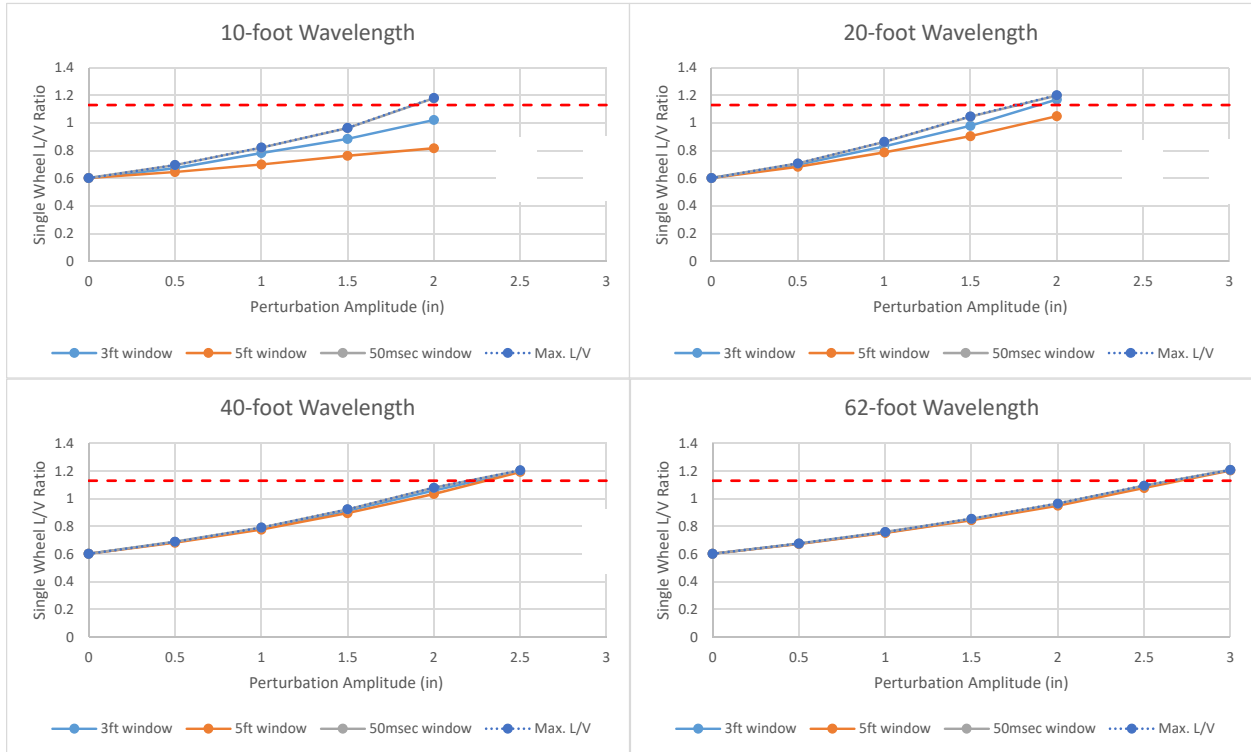 10-foot Wavelength
Single Wheel L/V Ratio
1.4
1.2
1
0.8
0.6
0.4
0.2
0
0 0.5 1 1.5 2 2.5 3
Perturbation Amplitude (in)
3ft window 5ft window 50msec window Max. L/V
20-foot Wavelength
Single Wheel L/V Ratio
1.4
1.2
1
0.8
0.6
0.4
0.2
0
0 0.5 1 1.5 2 2.5 3
Perturbation Amplitude (in)
3ft window 5ft window 50msec window Max. L/V
40-foot Wavelength
Single Wheel L/V Ratio
1.4
1.2
1
0.8
0.6
0.4
0.2
0
0 0.5 1 1.5 2 2.5 3
Perturbation Amplitude (in)
3ft window 5ft window 50msec window Max. L/V
62-foot Wavelength
Single Wheel L/V Ratio
1.4
1.2
1
0.8
0.6
0.4
0.2
0
0 0.5 1 1.5 2 2.5 3
Perturbation Amplitude (in)
3ft window 5ft window 50msec window Max. L/V